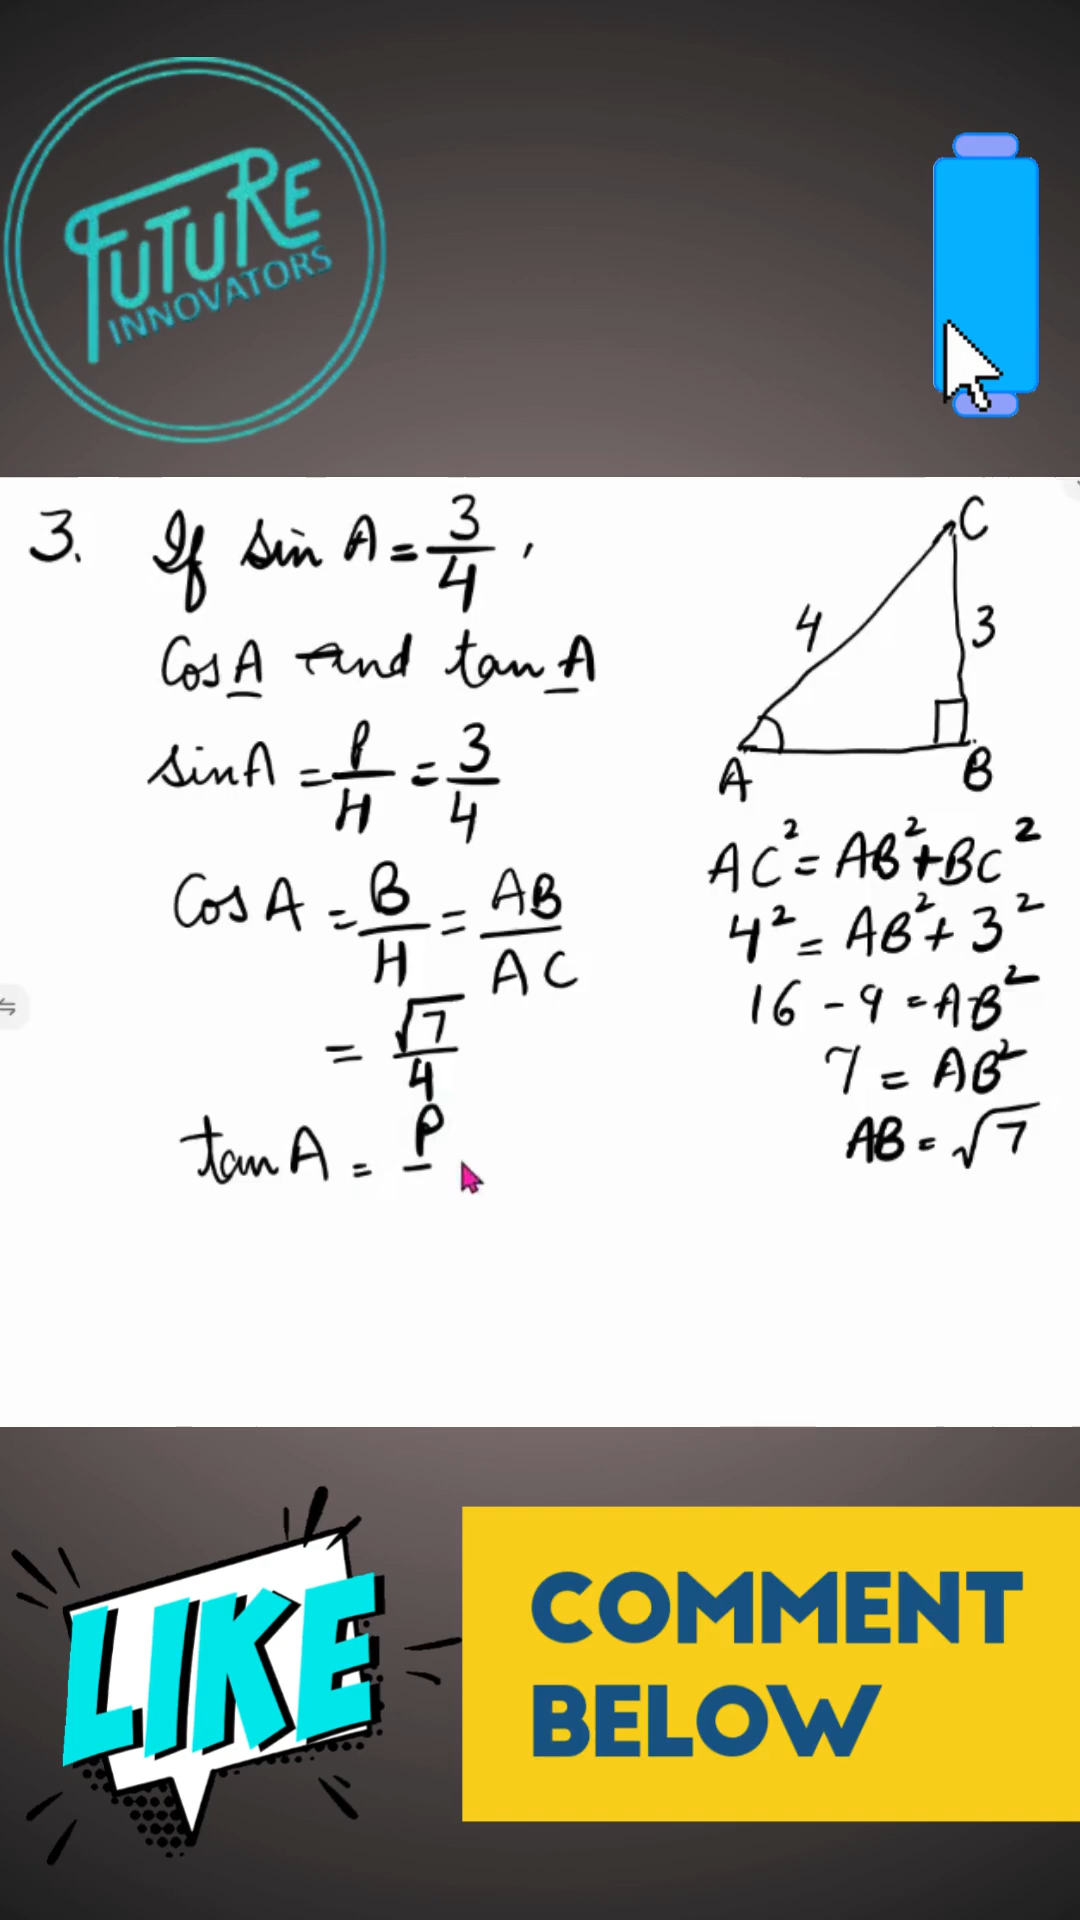 FUTURE
INNOVATORS
3. If sin A = 3/4 ,
Cos A And tan A
sin A = P/H = 3/4
Cos A = B/H = AB/AC
= √7/4
tan A = P
C
4
3
A
B
AC² = AB² + BC²
4² = AB² + 3²
16 - 9 = AB²
7 = AB²
AB = √7
LIKE
COMMENT
BELOW